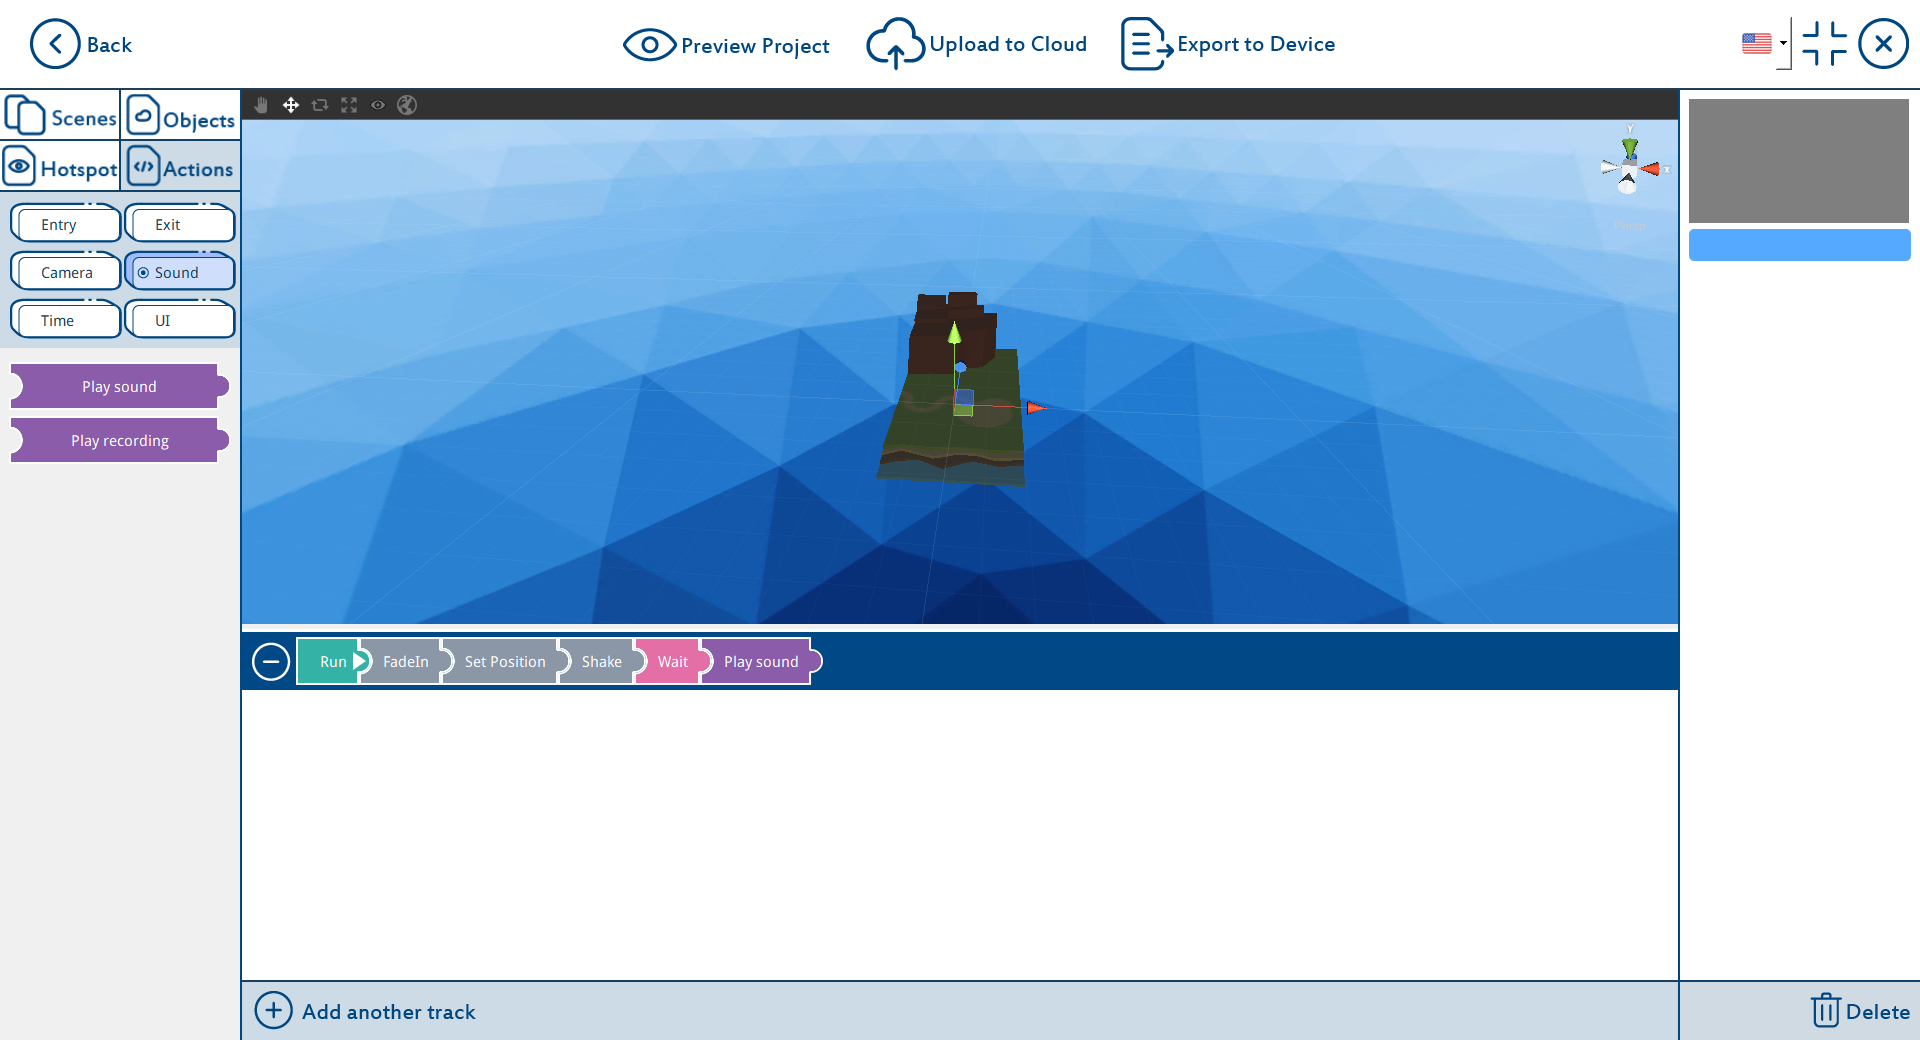 Back
Preview Project
Upload to Cloud
Export to Device
Scenes
Objects
Hotspot
Actions
Entry
Exit
Camera
Sound
Time
UI
Play sound
Play recording
Y
Run
FadeIn
Set Position
Shake
Wait
Play sound
Add another track
Delete